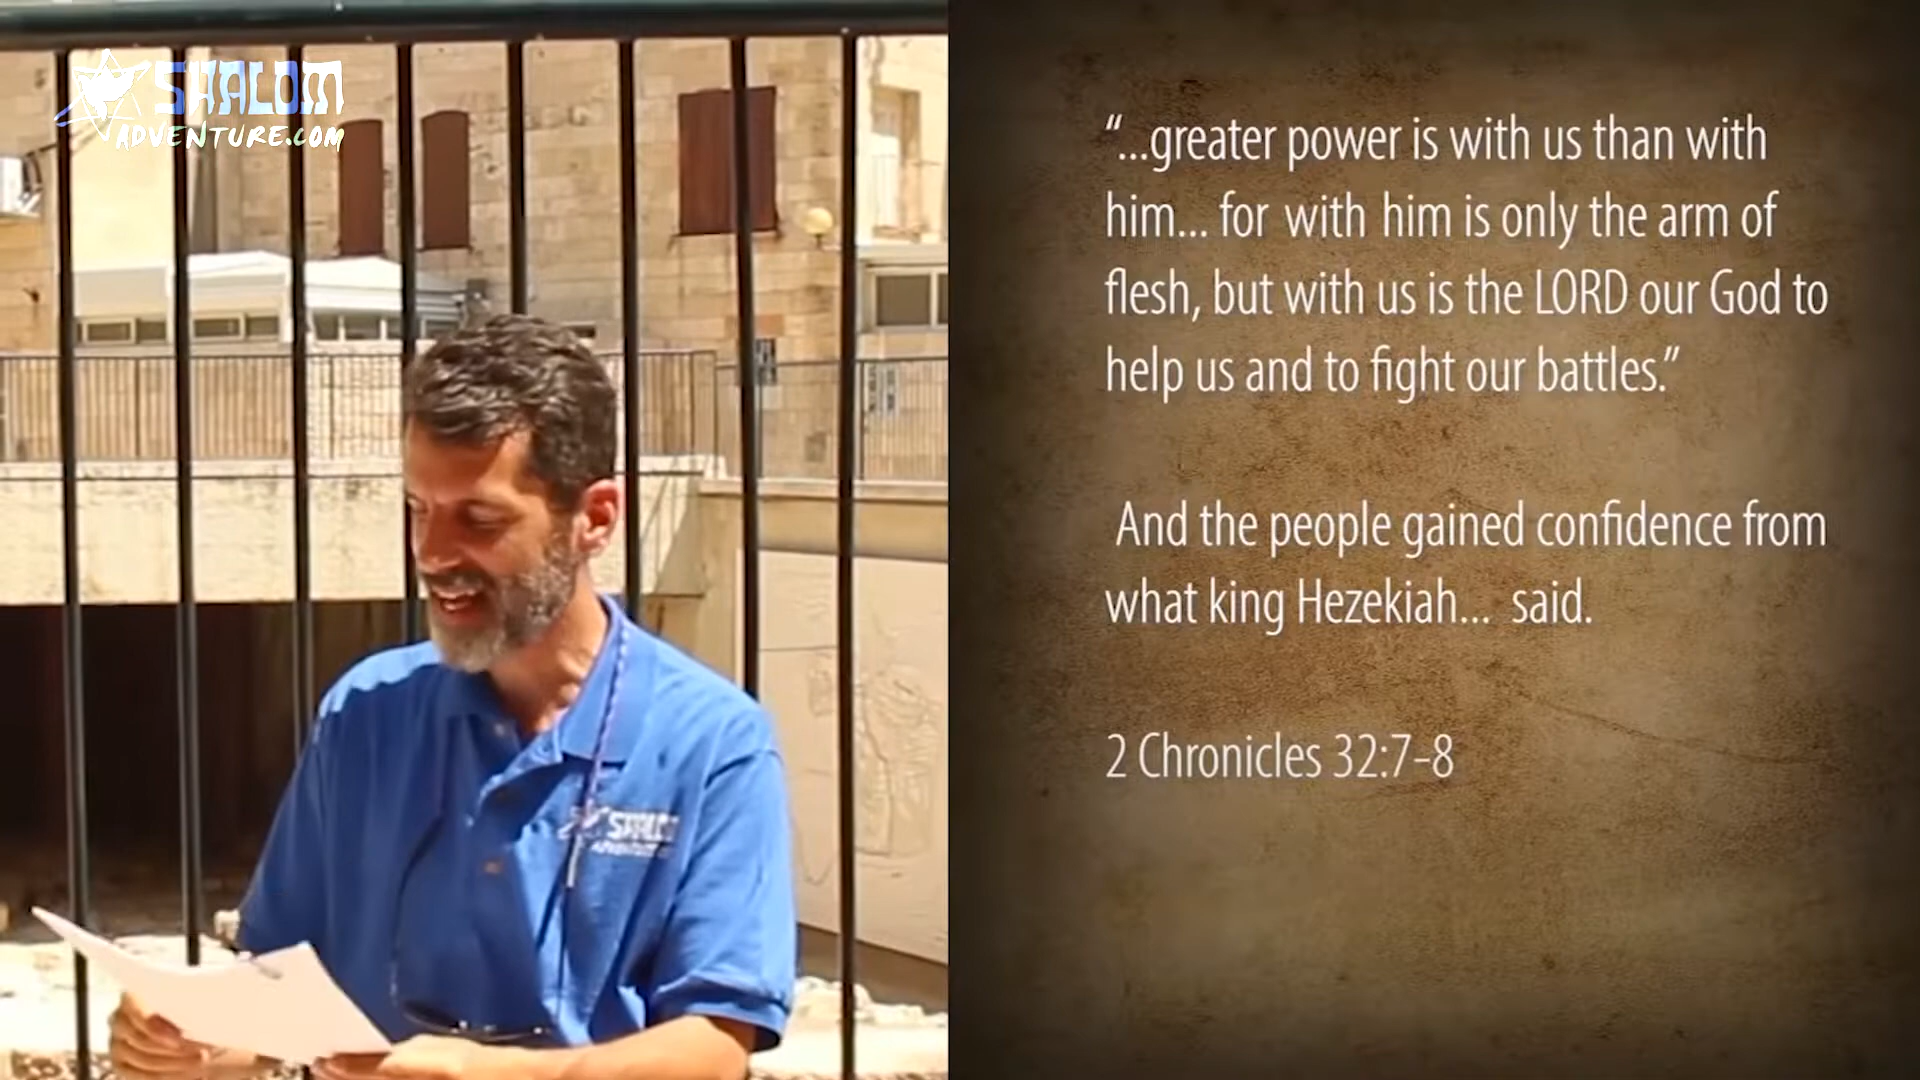 SHALOM
ADVENTURE.COM
“...greater power is with us than with
him... for with him is only the arm of
flesh, but with us is the LORD our God to
help us and to fight our battles.”
And the people gained confidence from
what king Hezekiah... said.
2 Chronicles 32:7-8
SHALOM